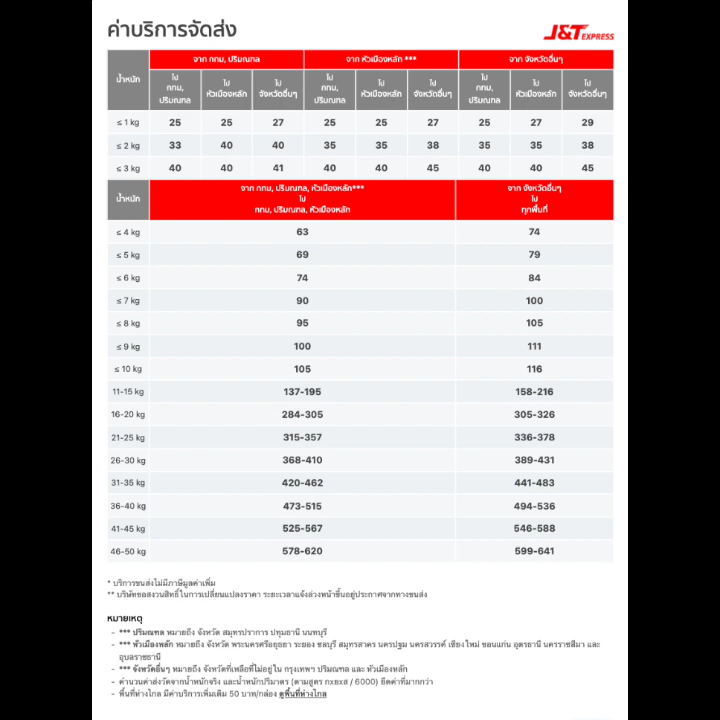 ค่าบริการจัดส่ง
J&T EXPRESS
น้ำหนัก จาก กทม, ปริมณฑล จาก หัวเมืองหลัก *** จาก จังหวัดอื่นๆ
ไป กทม, ปริมณฑล ไป หัวเมืองหลัก ไป จังหวัดอื่นๆ ไป กทม, ปริมณฑล ไป หัวเมืองหลัก ไป จังหวัดอื่นๆ ไป กทม, ปริมณฑล ไป หัวเมืองหลัก ไป จังหวัดอื่นๆ
≤ 1 kg 25 25 27 25 25 27 25 27 29
≤ 2 kg 33 40 40 35 35 38 35 35 38
≤ 3 kg 40 40 41 40 40 45 40 40 45
น้ำหนัก จาก กทม, ปริมณฑล, หัวเมืองหลัก*** ไป กทม, ปริมณฑล, หัวเมืองหลัก จาก จังหวัดอื่นๆ ไป ทุกพื้นที่
≤ 4 kg 63 74
≤ 5 kg 69 79
≤ 6 kg 74 84
≤ 7 kg 90 100
≤ 8 kg 95 105
≤ 9 kg 100 111
≤ 10 kg 105 116
11-15 kg 137-195 158-216
16-20 kg 284-305 305-326
21-25 kg 315-357 336-378
26-30 kg 368-410 389-431
31-35 kg 420-462 441-483
36-40 kg 473-515 494-536
41-45 kg 525-567 546-588
46-50 kg 578-620 599-641
* บริการขนส่งไม่มีภาษีมูลค่าเพิ่ม
** บริษัทขอสงวนสิทธิ์ในการเปลี่ยนแปลงราคา ระยะเวลาแจ้งล่วงหน้าขึ้นอยู่ประกาศจากทางขนส่ง
หมายเหตุ
- *** ปริมณฑล หมายถึง จังหวัด สมุทรปราการ ปทุมธานี นนทบุรี
- *** หัวเมืองหลัก หมายถึง จังหวัด พระนครศรีอยุธยา ระยอง ชลบุรี สมุทรสาคร นครปฐม นครสวรรค์ เชียงใหม่ ขอนแก่น อุดรธานี นครราชสีมา และ
อุบลราชธานี
- *** จังหวัดอื่นๆ หมายถึง จังหวัดที่เหลือที่ไม่อยู่ใน กรุงเทพฯ ปริมณฑล และ หัวเมืองหลัก
- คำนวนค่าส่งวัดจากน้ำหนักจริง และน้ำหนักปริมาตร (ตามสูตร กxยxส / 6000) ยึดค่าที่มากกว่า
- พื้นที่ห่างไกล มีค่าบริการเพิ่มเติม 50 บาท/กล่อง ดูพื้นที่ห่างไกล